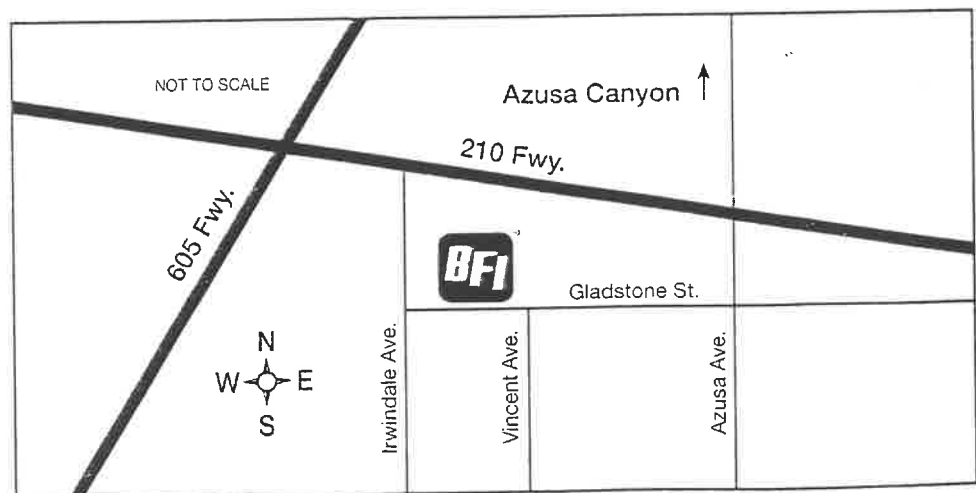 NOT TO SCALE
Azusa Canyon
210 Fwy.
605 Fwy.
BFI
Gladstone St.
Irwindale Ave.
Vincent Ave.
Azusa Ave.
N
W E
S